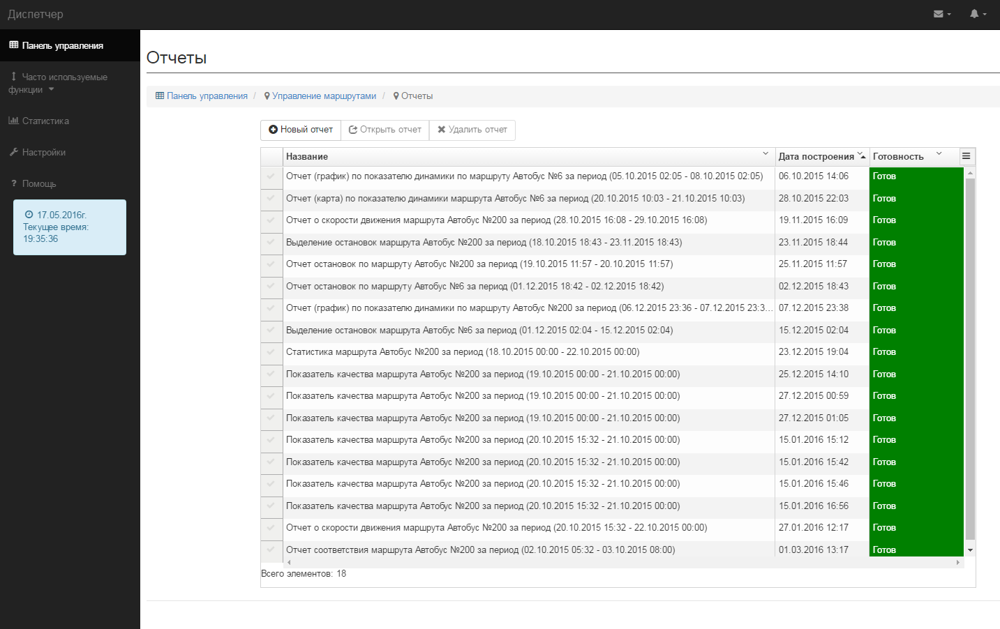 Диспетчер
Панель управления
Часто используемые
функции
Статистика
Настройки
? Помощь
17.05.2016г.
Текущее время:
19:35:36
Отчеты
Панель управления / Управление маршрутами / Отчеты
Новый отчет Открыть отчет Удалить отчет
Название Дата построения Готовность
Отчет (график) по показателю динамики по маршруту Автобус №6 за период (05.10.2015 02:05 - 08.10.2015 02:05) 06.10.2015 14:06 Готов
Отчет (карта) по показателю динамики маршрута Автобус №6 за период (20.10.2015 10:03 - 21.10.2015 10:03) 28.10.2015 22:03 Готов
Отчет о скорости движения маршрута Автобус №200 за период (28.10.2015 16:08 - 29.10.2015 16:08) 19.11.2015 16:09 Готов
Выделение остановок маршрута Автобус №200 за период (18.10.2015 18:43 - 23.11.2015 18:43) 23.11.2015 18:44 Готов
Отчет остановок по маршруту Автобус №200 за период (19.10.2015 11:57 - 20.10.2015 11:57) 25.11.2015 11:57 Готов
Отчет остановок по маршруту Автобус №6 за период (01.12.2015 18:42 - 02.12.2015 18:42) 02.12.2015 18:43 Готов
Отчет (график) по показателю динамики по маршруту Автобус №200 за период (06.12.2015 23:36 - 07.12.2015 23:3... 07.12.2015 23:38 Готов
Выделение остановок маршрута Автобус №6 за период (01.12.2015 02:04 - 15.12.2015 02:04) 15.12.2015 02:04 Готов
Статистика маршрута Автобус №200 за период (18.10.2015 00:00 - 22.10.2015 00:00) 23.12.2015 19:04 Готов
Показатель качества маршрута Автобус №200 за период (19.10.2015 00:00 - 21.10.2015 00:00) 25.12.2015 14:10 Готов
Показатель качества маршрута Автобус №200 за период (19.10.2015 00:00 - 21.10.2015 00:00) 27.12.2015 00:59 Готов
Показатель качества маршрута Автобус №200 за период (19.10.2015 00:00 - 21.10.2015 00:00) 27.12.2015 01:05 Готов
Показатель качества маршрута Автобус №200 за период (20.10.2015 15:32 - 21.10.2015 00:00) 15.01.2016 15:12 Готов
Показатель качества маршрута Автобус №200 за период (20.10.2015 15:32 - 21.10.2015 00:00) 15.01.2016 15:42 Готов
Показатель качества маршрута Автобус №200 за период (20.10.2015 15:32 - 21.10.2015 00:00) 15.01.2016 15:46 Готов
Показатель качества маршрута Автобус №200 за период (20.10.2015 15:32 - 21.10.2015 00:00) 15.01.2016 16:56 Готов
Отчет о скорости движения маршрута Автобус №200 за период (20.10.2015 15:32 - 22.10.2015 00:00) 27.01.2016 12:17 Готов
Отчет соответствия маршрута Автобус №200 за период (02.10.2015 05:32 - 03.10.2015 08:00) 01.03.2016 13:17 Готов
Всего элементов: 18